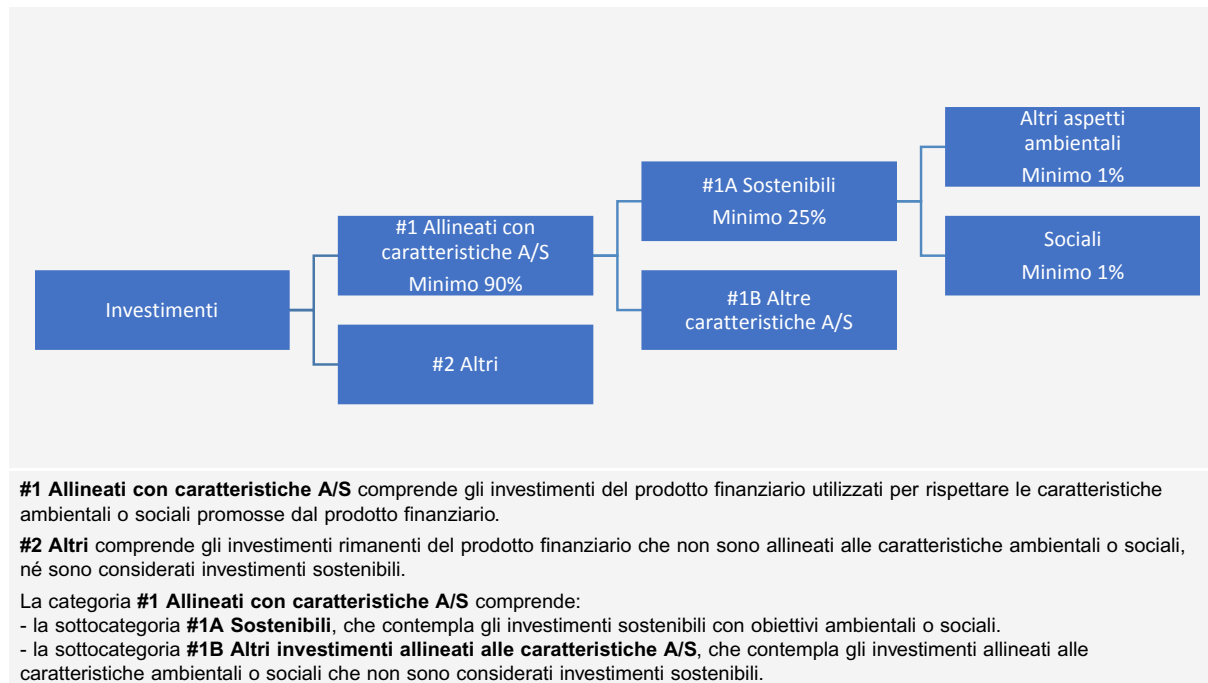 Investimenti
#1 Allineati con
caratteristiche A/S
Minimo 90%
#2 Altri
#1A Sostenibili
Minimo 25%
#1B Altre
caratteristiche A/S
Altri aspetti
ambientali
Minimo 1%
Sociali
Minimo 1%
#1 Allineati con caratteristiche A/S comprende gli investimenti del prodotto finanziario utilizzati per rispettare le caratteristiche
ambientali o sociali promosse dal prodotto finanziario.
#2 Altri comprende gli investimenti rimanenti del prodotto finanziario che non sono allineati alle caratteristiche ambientali o sociali,
né sono considerati investimenti sostenibili.
La categoria #1 Allineati con caratteristiche A/S comprende:
- la sottocategoria #1A Sostenibili, che contempla gli investimenti sostenibili con obiettivi ambientali o sociali.
- la sottocategoria #1B Altri investimenti allineati alle caratteristiche A/S, che contempla gli investimenti allineati alle
caratteristiche ambientali o sociali che non sono considerati investimenti sostenibili.